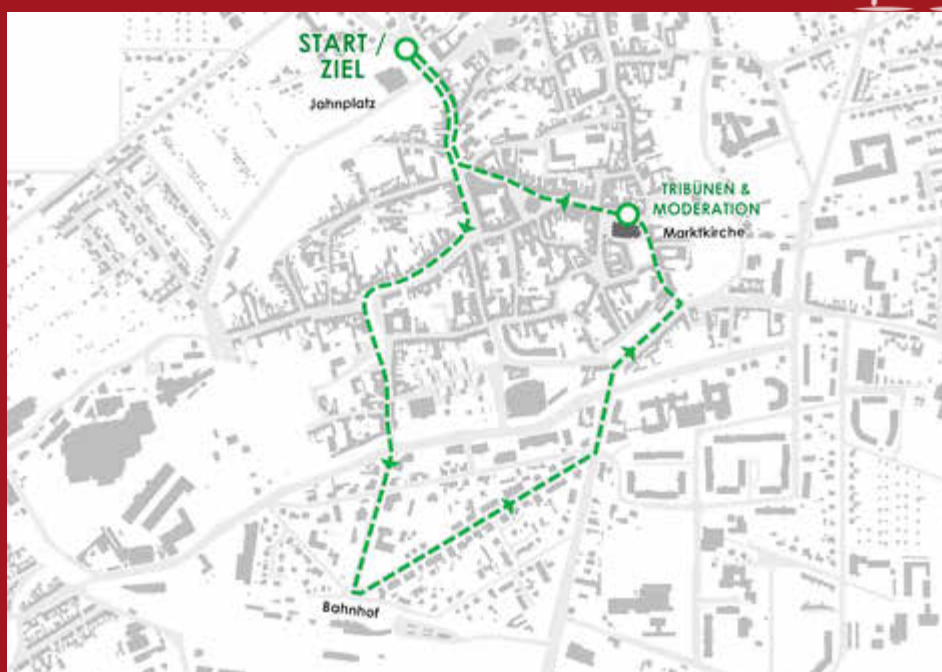 START /
ZIEL
Jahnplatz
TRIBÜNEN &
MODERATION
Marktkirche
Bahnhof